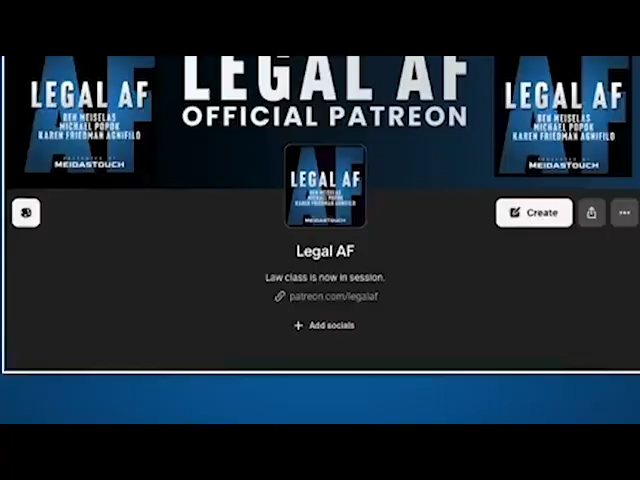 LEGAL AF
OFFICIAL PATREON
LEGAL AF
BEN MEISELAS
MICHAEL POPOK
KAREN FRIEDMAN AGNIFILO
MEIDASTOUCH
LEGAL AF
BEN MEISELAS
MICHAEL POPOK
KAREN FRIEDMAN AGNIFILO
MEIDASTOUCH
LEGAL AF
BEN MEISELAS
MICHAEL POPOK
KAREN FRIEDMAN AGNIFILO
MEIDASTOUCH
Create
Legal AF
Law class is now in session.
patreon.com/legalaf
+ Add socials